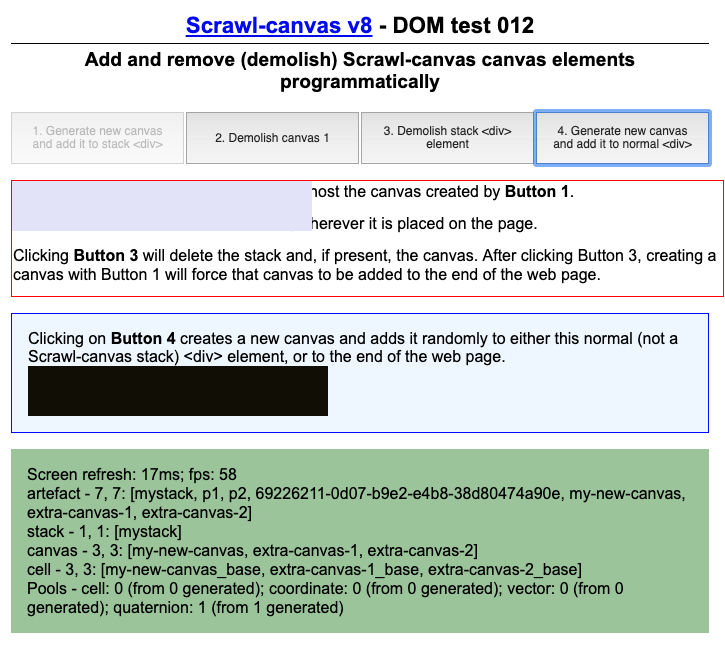 Scrawl-canvas v8 - DOM test 012
Add and remove (demolish) Scrawl-canvas canvas elements
programmatically
1. Generate new canvas
and add it to stack <div>
2. Demolish canvas 1
3. Demolish stack <div>
element
4. Generate new canvas
and add it to normal <div>
the canvas created by Button 1.
it is placed on the page.
Clicking Button 3 will delete the stack and, if present, the canvas. After clicking Button 3, creating a
canvas with Button 1 will force that canvas to be added to the end of the web page.
Clicking on Button 4 creates a new canvas and adds it randomly to either this normal (not a
Scrawl-canvas stack) <div> element, or to the end of the web page.
Screen refresh: 17ms; fps: 58
artefact - 7, 7: [mystack, p1, p2, 69226211-0d07-b9e2-e4b8-38d80474a90e, my-new-canvas,
extra-canvas-1, extra-canvas-2]
stack - 1, 1: [mystack]
canvas - 3, 3: [my-new-canvas, extra-canvas-1, extra-canvas-2]
cell - 3, 3: [my-new-canvas_base, extra-canvas-1_base, extra-canvas-2_base]
Pools - cell: 0 (from 0 generated); coordinate: 0 (from 0 generated); vector: 0 (from 0
generated); quaternion: 1 (from 1 generated)